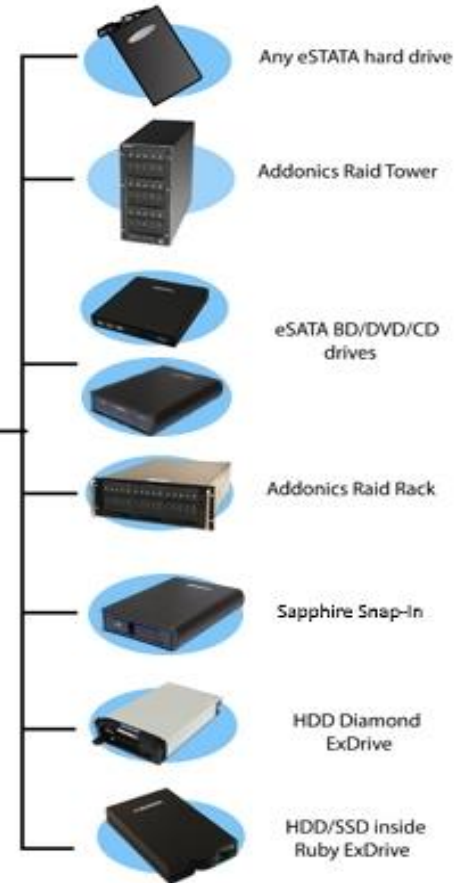 Any eSTATA hard drive
Addonics Raid Tower
eSATA BD/DVD/CD
drives
Addonics Raid Rack
Sapphire Snap-In
HDD Diamond
ExDrive
HDD/SSD inside
Ruby ExDrive